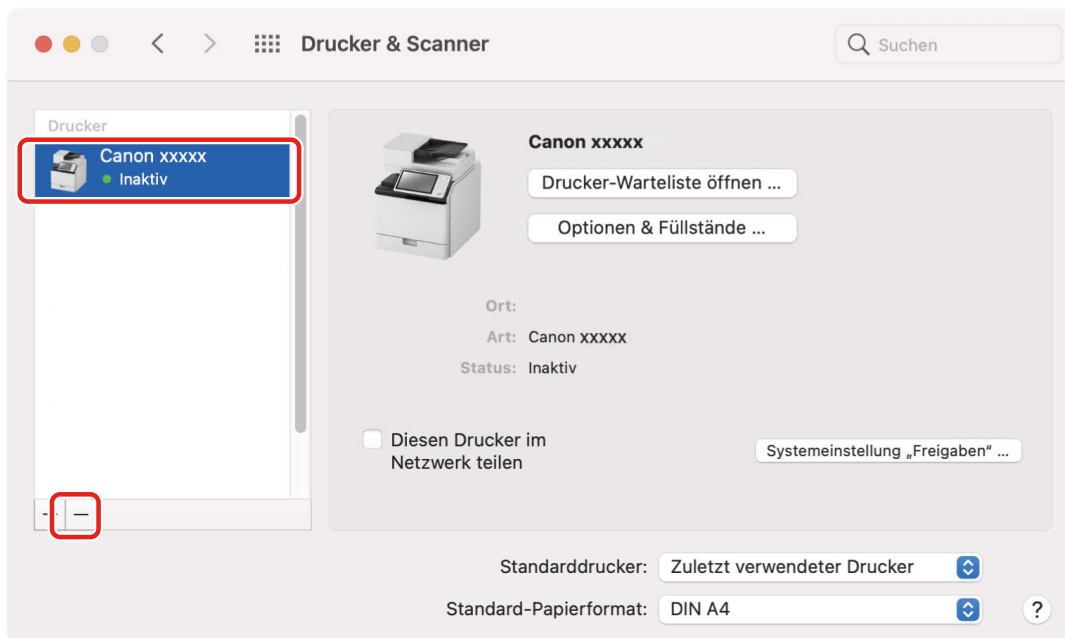 Drucker & Scanner
Suchen
Drucker
Canon xxxxx
Inaktiv
Canon xxxxx
Drucker-Warteliste öffnen ...
Optionen & Füllstände ...
Ort:
Art: Canon xxxxx
Status: Inaktiv
Diesen Drucker im
Netzwerk teilen
Systemeinstellung „Freigaben“ ...
Standarddrucker: Zuletzt verwendeter Drucker
Standard-Papierformat: DIN A4
?